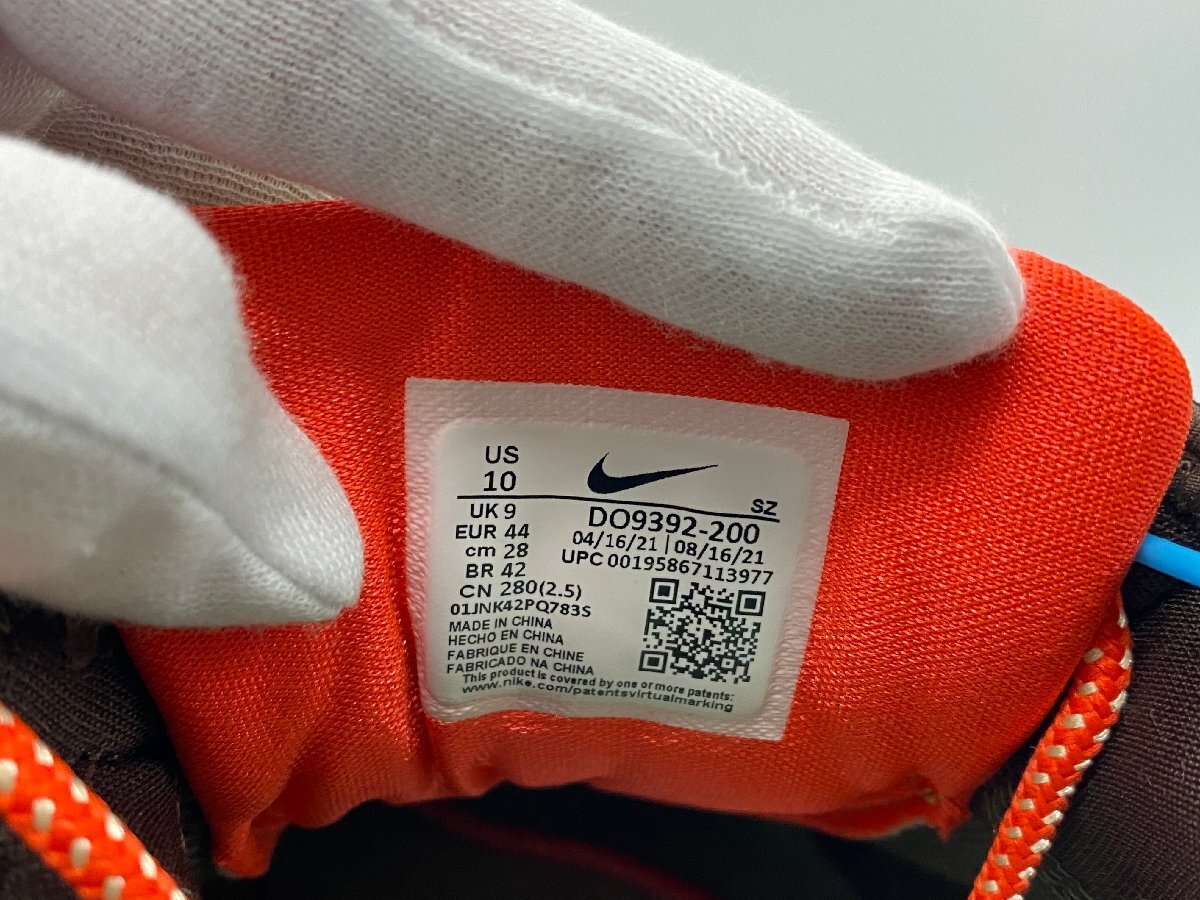 US
10
SZ
UK 9
EUR 44
cm 28
BR 42
CN 280(2.5)
DO9392-200
04/16/21 | 08/16/21
UPC 00195867113977
01JNK42PQ783S
MADE IN CHINA
HECHO EN CHINA
FABRIQUE EN CHINE
FABRICADO NA CHINA
This product is covered by one or more patents:
www.nike.com/patentsvirtualmarking